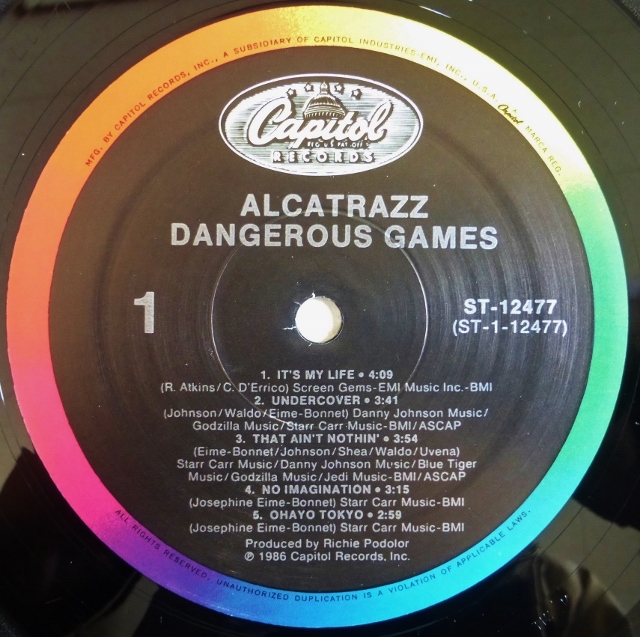 MFG. BY CAPITOL RECORDS, INC., A SUBSIDIARY OF CAPITOL INDUSTRIES-EMI, INC., U.S.A. Capitol MARCA REG.
Capitol
REG. U.S. PAT. OFF.
RECORDS
ALCATRAZZ
DANGEROUS GAMES
1
ST-12477
(ST-1-12477)
1. IT'S MY LIFE • 4:09
(R. Atkins/C. D'Errico) Screen Gems-EMI Music Inc.-BMI
2. UNDERCOVER • 3:41
(Johnson/Waldo/Eime-Bonnet) Danny Johnson Music/
Godzilla Music/Starr Carr Music-BMI/ASCAP
3. THAT AIN'T NOTHIN' • 3:54
(Eime-Bonnet/Johnson/Shea/Waldo/Uvena)
Starr Carr Music/Danny Johnson Music/Blue Tiger
Music/Godzilla Music/Jedi Music-BMI/ASCAP
4. NO IMAGINATION • 3:15
(Josephine Eime-Bonnet) Starr Carr Music-BMI
5. OHAYO TOKYO • 2:59
(Josephine Eime-Bonnet) Starr Carr Music-BMI
Produced by Richie Podolor
℗ 1986 Capitol Records, Inc.
ALL RIGHTS RESERVED. UNAUTHORIZED DUPLICATION IS A VIOLATION OF APPLICABLE LAWS.